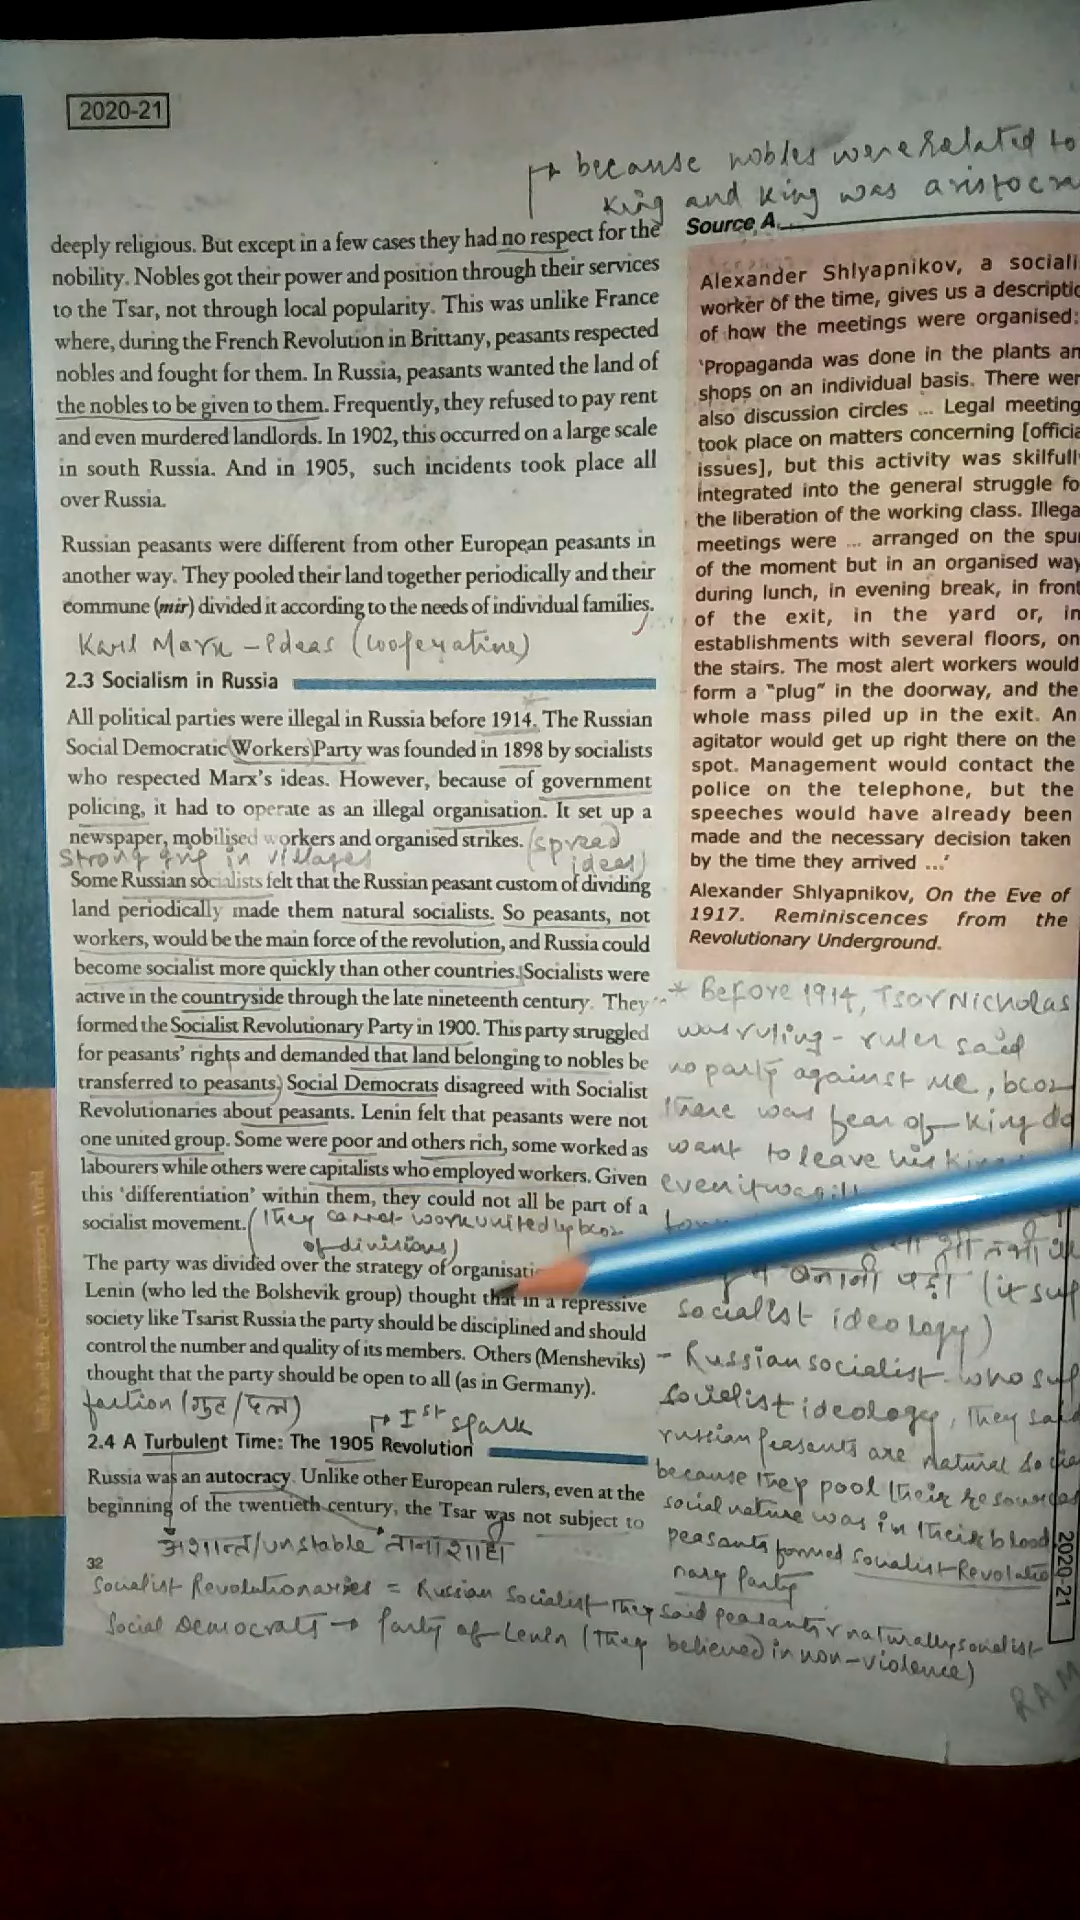 2020-21
because nobles were related to
King and King was
deeply religious. But except in a few cases they had no respect for the
nobility. Nobles got their power and position through their services
to the Tsar, not through local popularity. This was unlike France
where, during the French Revolution in Brittany, peasants respected
nobles and fought for them. In Russia, peasants wanted the land of
the nobles to be given to them. Frequently, they refused to pay rent
and even murdered landlords. In 1902, this occurred on a large scale
in south Russia. And in 1905, such incidents took place all
over Russia.
Russian peasants were different from other European peasants in
another way. They pooled their land together periodically and their
commune (mir) divided it according to the needs of individual families.
Karl Marx - Ideas
2.3 Socialism in Russia
All political parties were illegal in Russia before 1914. The Russian
Social Democratic Workers Party was founded in 1898 by socialists
who respected Marx's ideas. However, because of government
policing, it had to operate as an illegal organisation. It set up a
newspaper, mobilised workers and organised strikes. (spread
ideas)
Strong grip in villages
Some Russian socialists felt that the Russian peasant custom of dividing
land periodically made them natural socialists. So peasants, not
workers, would be the main force of the revolution, and Russia could
become socialist more quickly than other countries. Socialists were
active in the countryside through the late nineteenth century. They
formed the Socialist Revolutionary Party in 1900. This party struggled
for peasants' rights and demanded that land belonging to nobles be
transferred to peasants. Social Democrats disagreed with Socialist
Revolutionaries about peasants. Lenin felt that peasants were not
one united group. Some were poor and others rich, some worked as
labourers while others were capitalists who employed workers. Given
this 'differentiation' within them, they could not all be part of a
socialist movement. (They cannot work unitedly bcoz
of divisions)
The party was divided over the strategy of
Lenin (who led the Bolshevik group) thought that in a repressive
society like Tsarist Russia the party should be disciplined and should
control the number and quality of its members. Others (Mensheviks)
thought that the party should be open to all (as in Germany).
faction (गुट/दल)
Ist spark
2.4 A Turbulent Time: The 1905 Revolution
Russia was an autocracy. Unlike other European rulers, even at the
beginning of the twentieth century, the Tsar was not subject to
अशान्त/unstable तानाशाही
32
Socialist Revolutionaries = Russian Socialist They said peasants r naturally socialist
Social Democrats → Party of Lenin (They believed in non-violence)
Source A
Alexander Shlyapnikov, a
worker of the time, gives us a
of how the meetings were organised:
'Propaganda was done in the plants
shops on an individual basis. There
also discussion circles ... Legal
took place on matters concerning
issues], but this activity was
integrated into the general struggle
the liberation of the working class.
meetings were ... arranged on the
of the moment but in an organised way
during lunch, in evening break, in front
of the exit, in the yard or, in
establishments with several floors, on
the stairs. The most alert workers would
form a "plug" in the doorway, and the
whole mass piled up in the exit. An
agitator would get up right there on the
spot. Management would contact the
police on the telephone, but the
speeches would have already been
made and the necessary decision taken
by the time they arrived ...'
Alexander Shlyapnikov, On the Eve of
1917. Reminiscences from the
Revolutionary Underground.
* Before 1914, Tsar Nicholas
was ruling - ruler said
no party against me, bcoz
there was fear of king
want to leave his
socialist ideology)
- Russian socialist who
socialist ideology, they
russian peasants are natural
because they pool their resources
social nature was in their blood
peasants formed Socialist
nary Party
2020-21